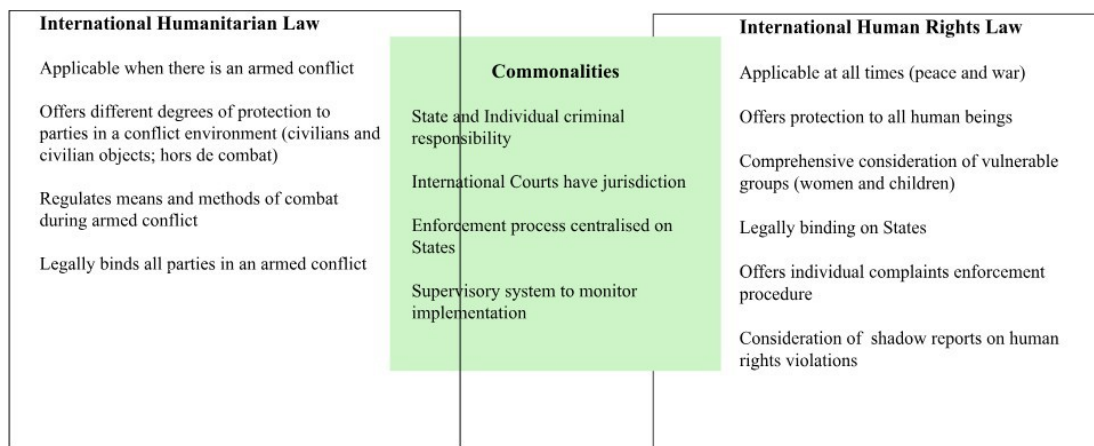 International Humanitarian Law
Applicable when there is an armed conflict
Offers different degrees of protection to
parties in a conflict environment (civilians and
civilian objects; hors de combat)
Regulates means and methods of combat
during armed conflict
Legally binds all parties in an armed conflict
Commonalities
State and Individual criminal
responsibility
International Courts have jurisdiction
Enforcement process centralised on
States
Supervisory system to monitor
implementation
International Human Rights Law
Applicable at all times (peace and war)
Offers protection to all human beings
Comprehensive consideration of vulnerable
groups (women and children)
Legally binding on States
Offers individual complaints enforcement
procedure
Consideration of shadow reports on human
rights violations